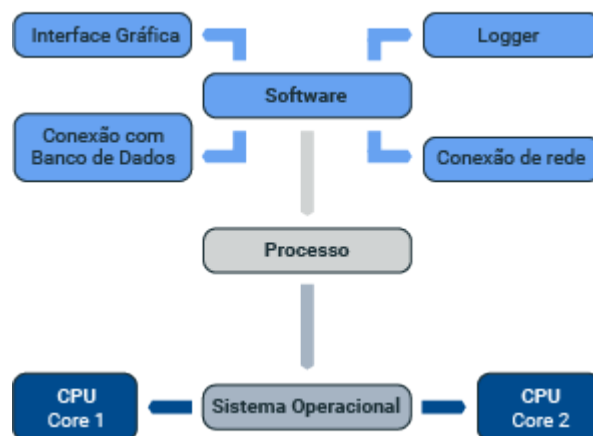 Interface Gráfica
Logger
Software
Conexão com
Banco de Dados
Conexão de rede
Processo
CPU
Core 1
Sistema Operacional
CPU
Core 2